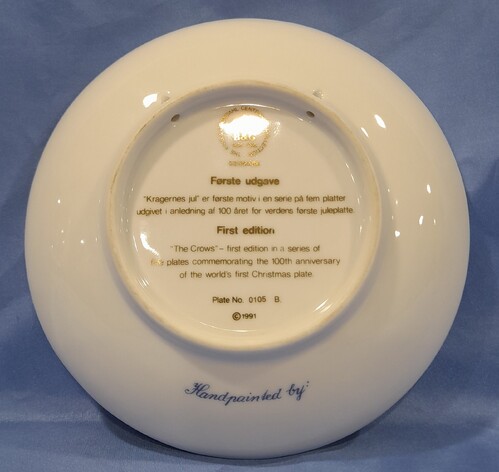 DENMARK
Første udgave
"Kragernes jul" er første motiv i en serie på fem platter
udgivet i anledning af 100 året for verdens første juleplatte.
First edition
"The Crows" – first edition in a series of
five plates commemorating the 100th anniversary
of the world's first Christmas plate.
Plate No. 0105 B.
©1991
Handpainted by: